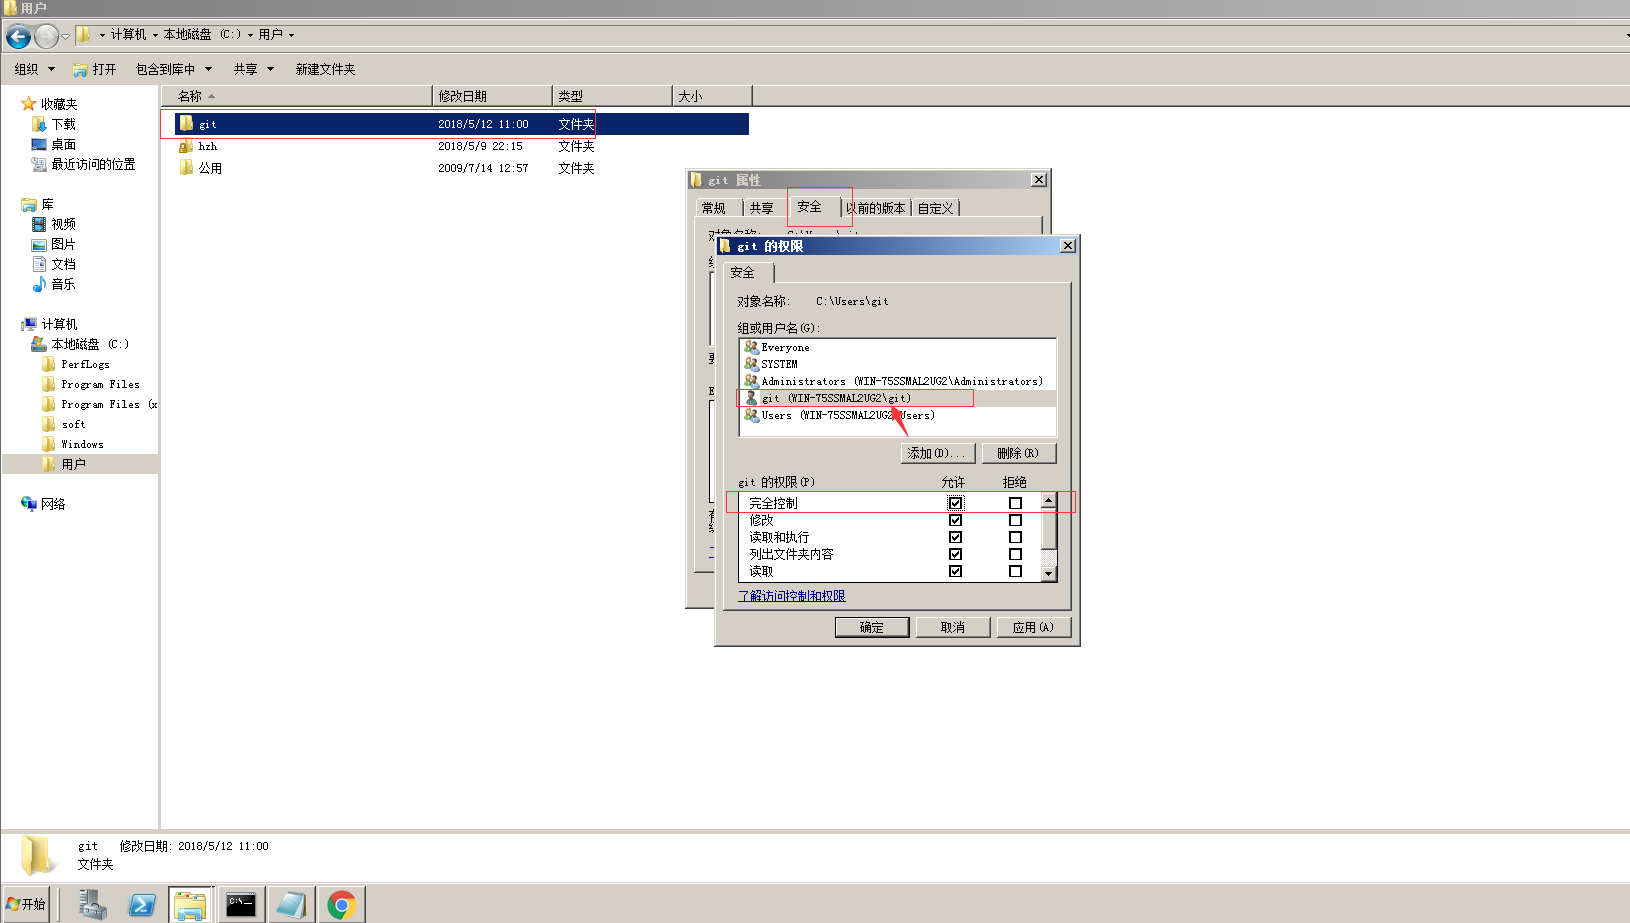 用户
计算机 本地磁盘 (C:) 用户
组织 打开 包含到库中 共享 新建文件夹
收藏夹
下载
桌面
最近访问的位置
库
视频
图片
文档
音乐
计算机
本地磁盘 (C:)
PerfLogs
Program Files
Program Files (x
soft
Windows
用户
网络
名称 修改日期 类型 大小
git 2018/5/12 11:00 文件夹
hzh 2018/5/9 22:15 文件夹
公用 2009/7/14 12:57 文件夹
git 属性
常规 共享 安全 以前的版本 自定义
git 的权限
安全
对象名称: C:\Users\git
组或用户名(G):
Everyone
SYSTEM
Administrators (WIN-75SSMAL2UG2\Administrators)
git (WIN-75SSMAL2UG2\git)
Users (WIN-75SSMAL2UG2\Users)
添加(D)... 删除(R)
git 的权限(P) 允许 拒绝
完全控制
修改
读取和执行
列出文件夹内容
读取
了解访问控制和权限
确定 取消 应用(A)
git 修改日期: 2018/5/12 11:00
文件夹
开始